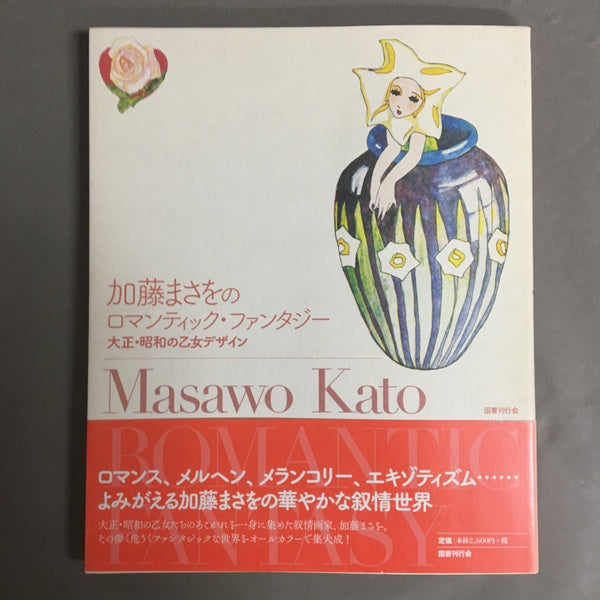 加藤まさをの
ロマンティック・ファンタジー
大正・昭和の乙女デザイン
Masawo Kato
国書刊行会
ROMANTIC
FANTASY
ロマンス、メルヘン、メランコリー、エキゾティズム……
よみがえる加藤まさをの華やかな叙情世界
大正・昭和の乙女たちのあこがれを一身に集めた叙情画家、加藤まさを。
その儚く危うくファンタジックな世界をオールカラーで集大成!
定価：本体2,600円+税
国書刊行会